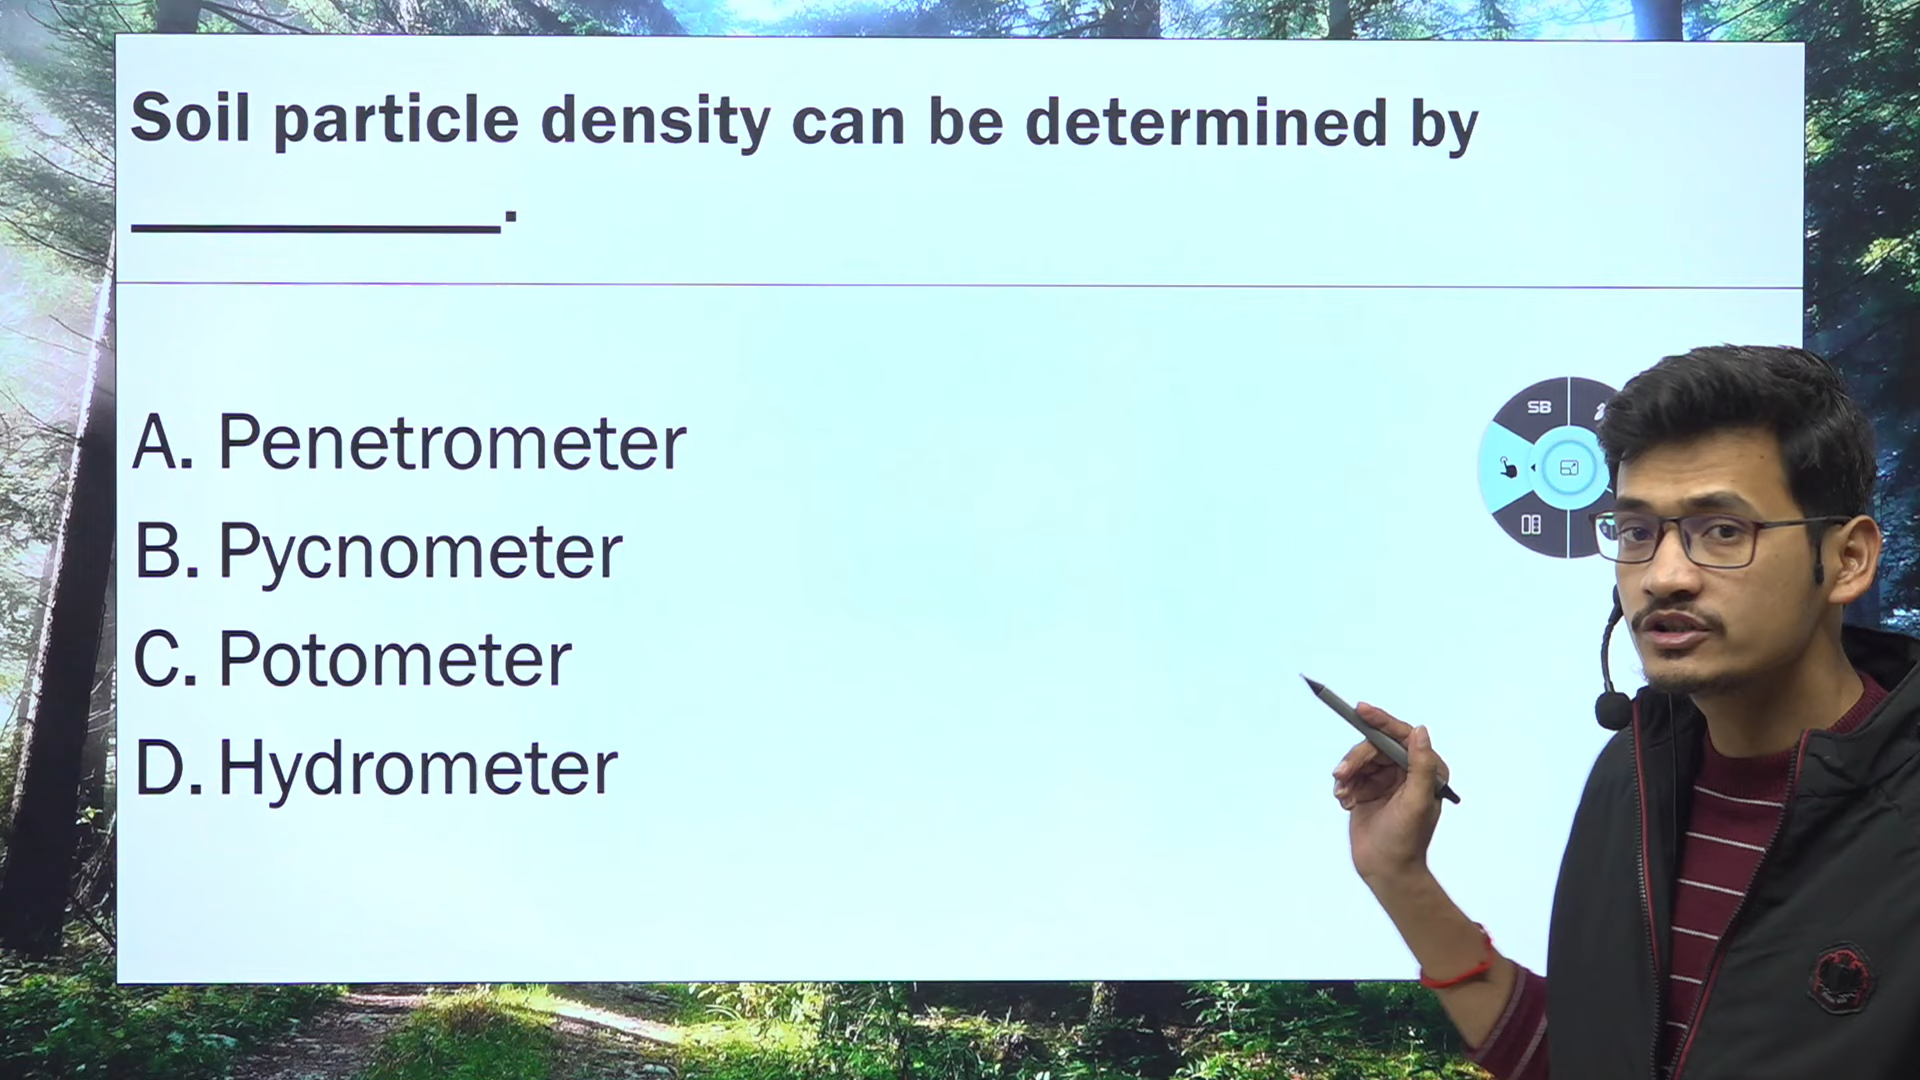 Soil particle density can be determined by
__________.
A. Penetrometer
B. Pycnometer
C. Potometer
D. Hydrometer
SB